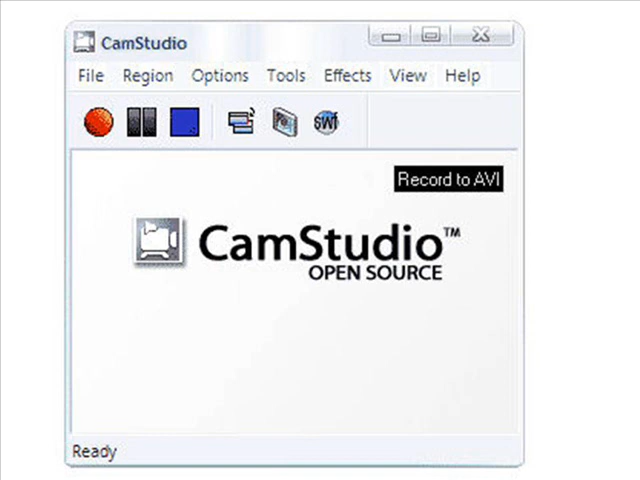 CamStudio
File Region Options Tools Effects View Help
SWf
Record to AVI
CamStudio™
OPEN SOURCE
Ready